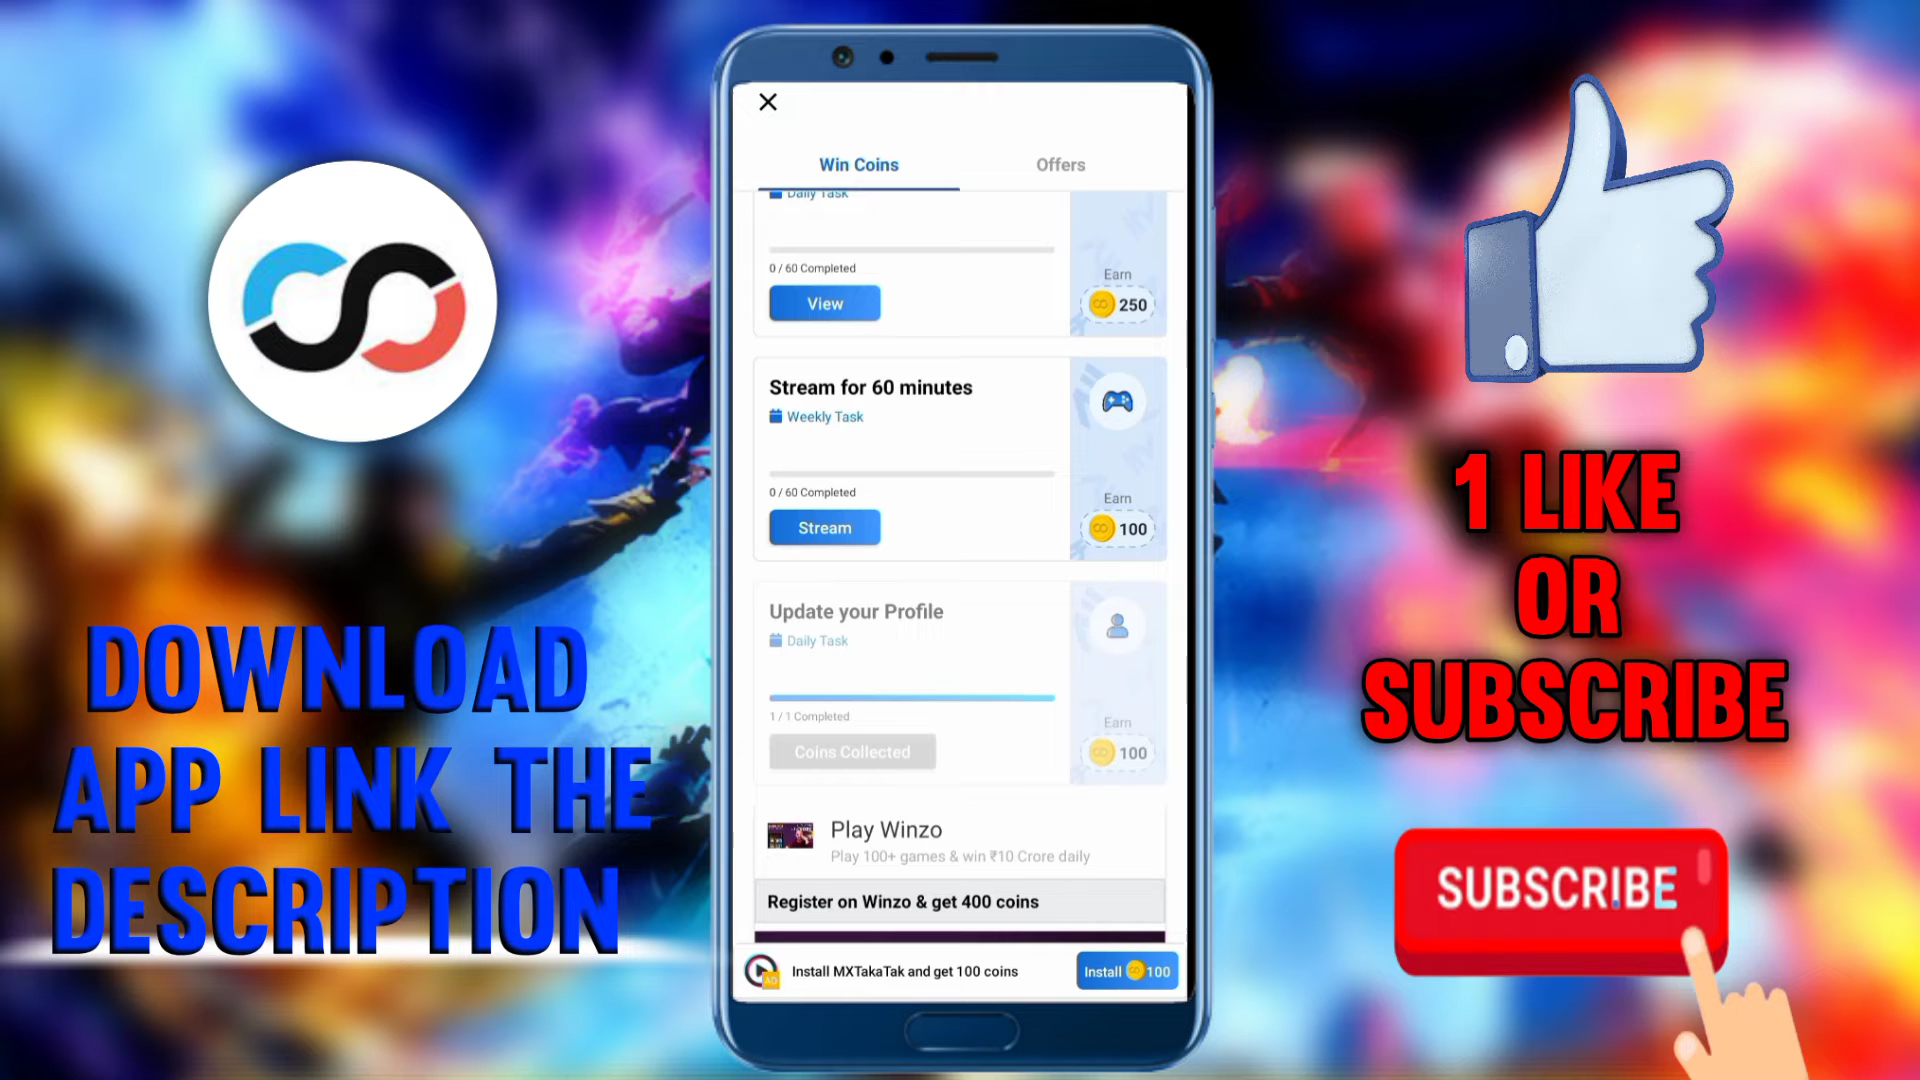 Win Coins
Offers
Daily Task
0 / 60 Completed
View
Earn
250
Stream for 60 minutes
Weekly Task
0 / 60 Completed
Stream
Earn
100
Update your Profile
Daily Task
1 / 1 Completed
Coins Collected
Earn
100
Play Winzo
Play 100+ games & win ₹10 Crore daily
Register on Winzo & get 400 coins
AD
Install MXTakaTak and get 100 coins
Install 100
DOWNLOAD
APP LINK THE
DESCRIPTION
1 LIKE
OR
SUBSCRIBE
SUBSCRIBE